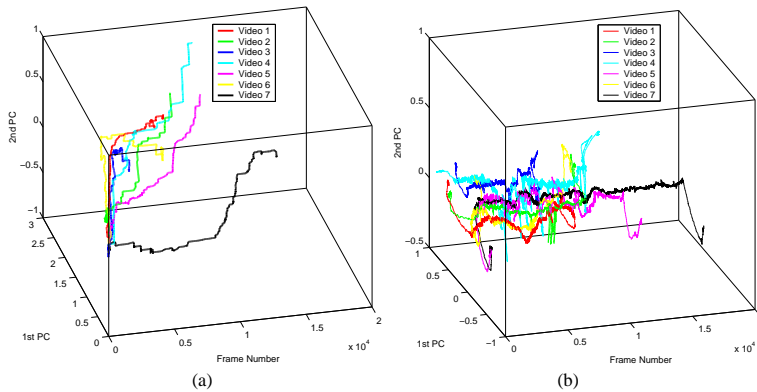 1
0.5
0
−0.5
−1
2nd PC
3
2.5
2
1.5
1
0.5
0
1st PC
0
0.5
1
1.5
2
x 10⁴
Frame Number
Video 1
Video 2
Video 3
Video 4
Video 5
Video 6
Video 7
(a)
1
0.5
0
−0.5
2nd PC
1
0.5
0
−0.5
−1
1st PC
0
0.5
1
1.5
2
x 10⁴
Frame Number
Video 1
Video 2
Video 3
Video 4
Video 5
Video 6
Video 7
(b)